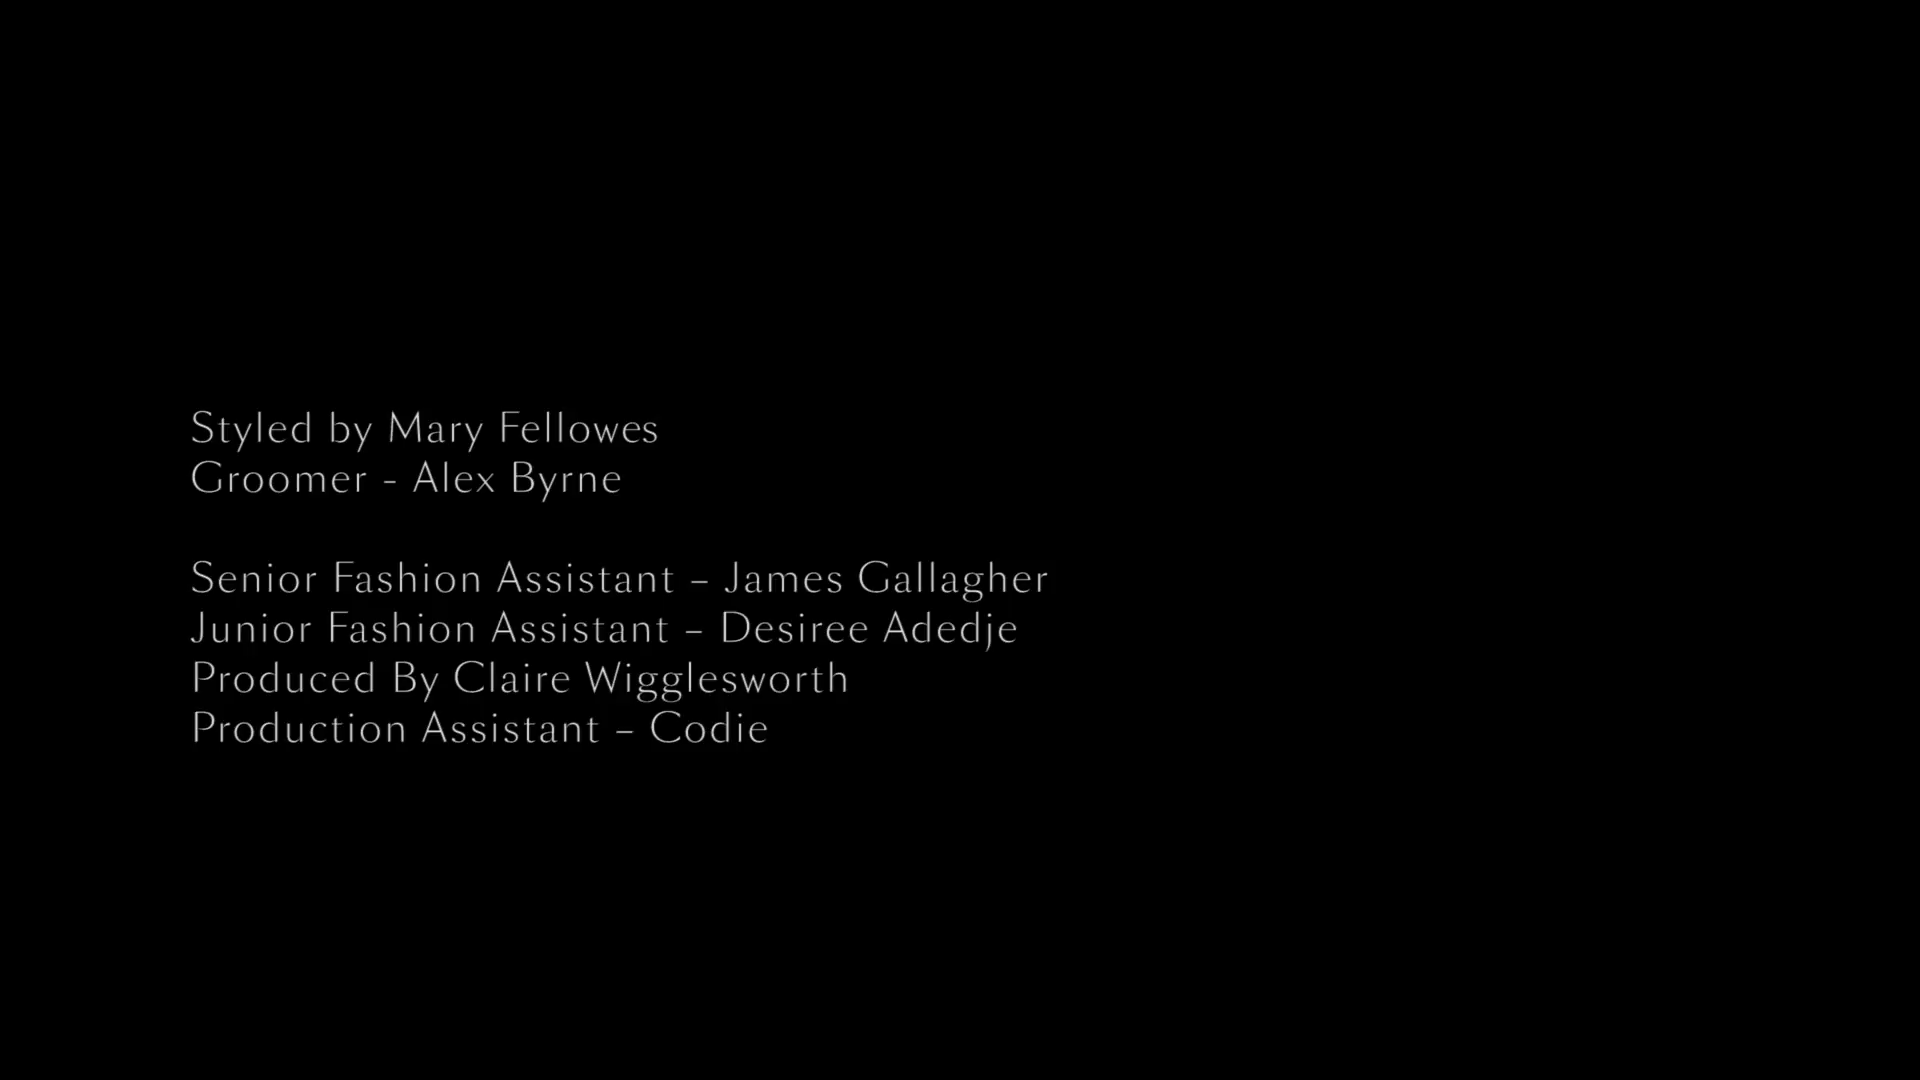 Styled by Mary Fellowes
Groomer - Alex Byrne
Senior Fashion Assistant – James Gallagher
Junior Fashion Assistant – Desiree Adedje
Produced By Claire Wigglesworth
Production Assistant – Codie